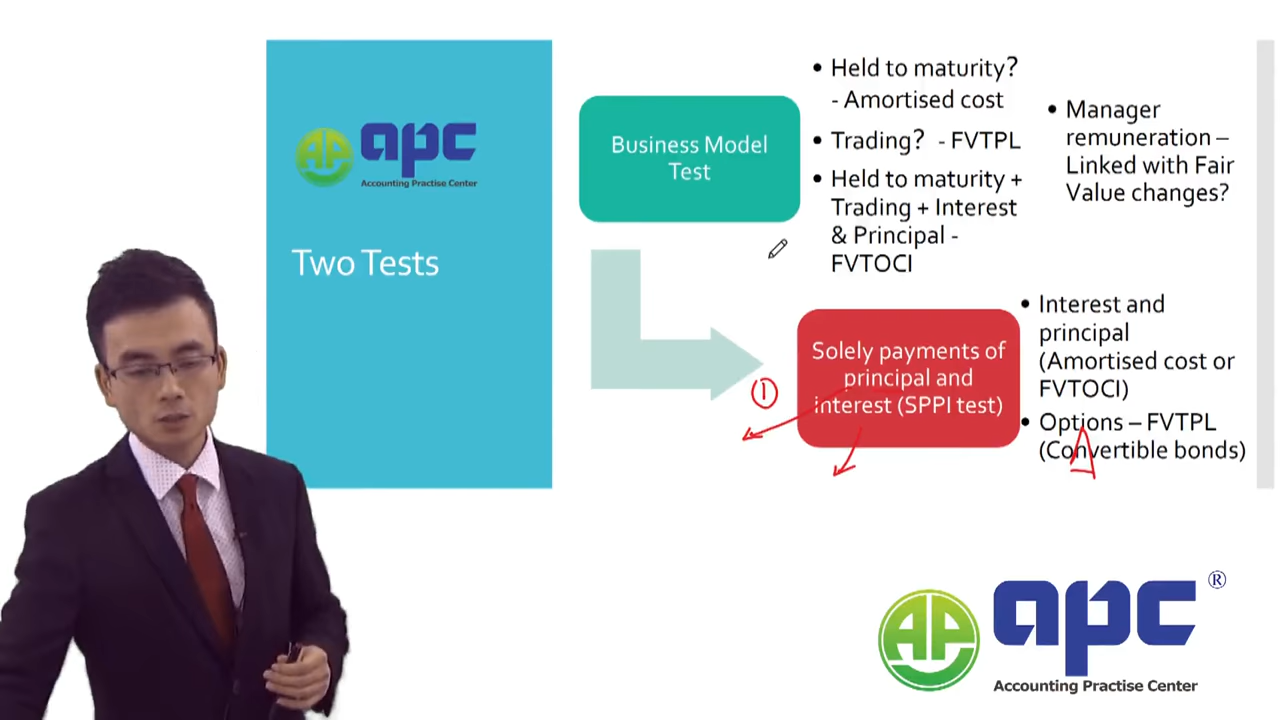 AP apc
Accounting Practise Center
Two Tests
Business Model
Test
• Held to maturity?
- Amortised cost
• Trading? - FVTPL
• Held to maturity +
Trading + Interest
& Principal -
FVTOCI
• Manager
remuneration –
Linked with Fair
Value changes?
①
Solely payments of
principal and
interest (SPPI test)
• Interest and
principal
(Amortised cost or
FVTOCI)
• Options – FVTPL
(Convertible bonds)
AP apc ®
Accounting Practise Center